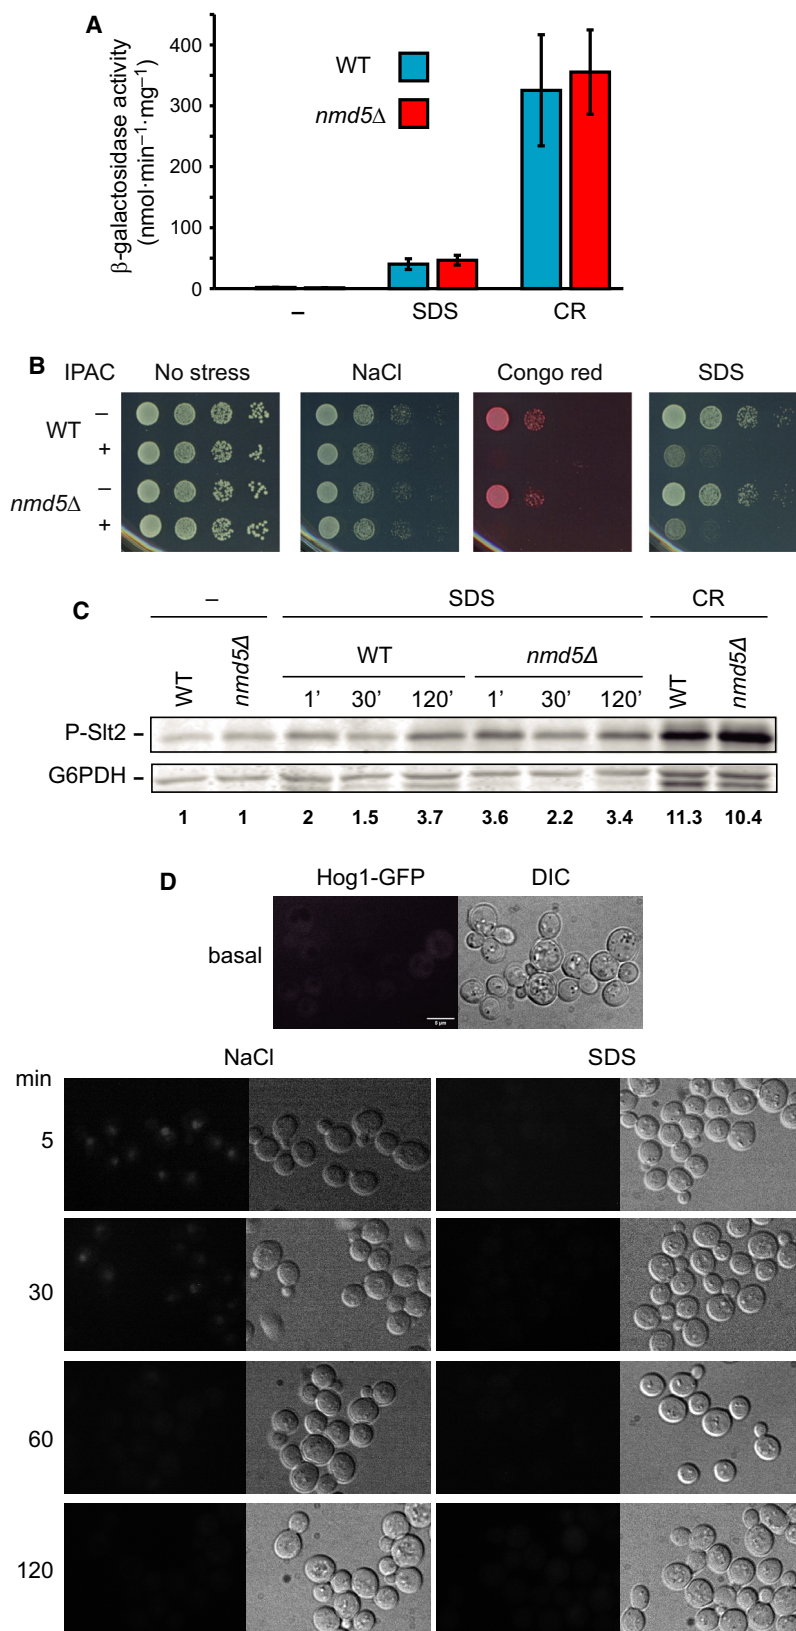 A
β-galactosidase activity
(nmol·min⁻¹·mg⁻¹)
400
300
200
100
0
WT
nmd5Δ
– SDS CR
B
IPAC No stress NaCl Congo red SDS
WT – +
nmd5Δ – +
C
– SDS CR
WT nmd5Δ
WT nmd5Δ
1’ 30’ 120’ 1’ 30’ 120’
WT nmd5Δ
P-Slt2
G6PDH
1 1 2 1.5 3.7 3.6 2.2 3.4 11.3 10.4
D
Hog1-GFP DIC
basal
5 µm
NaCl SDS
min
5
30
60
120